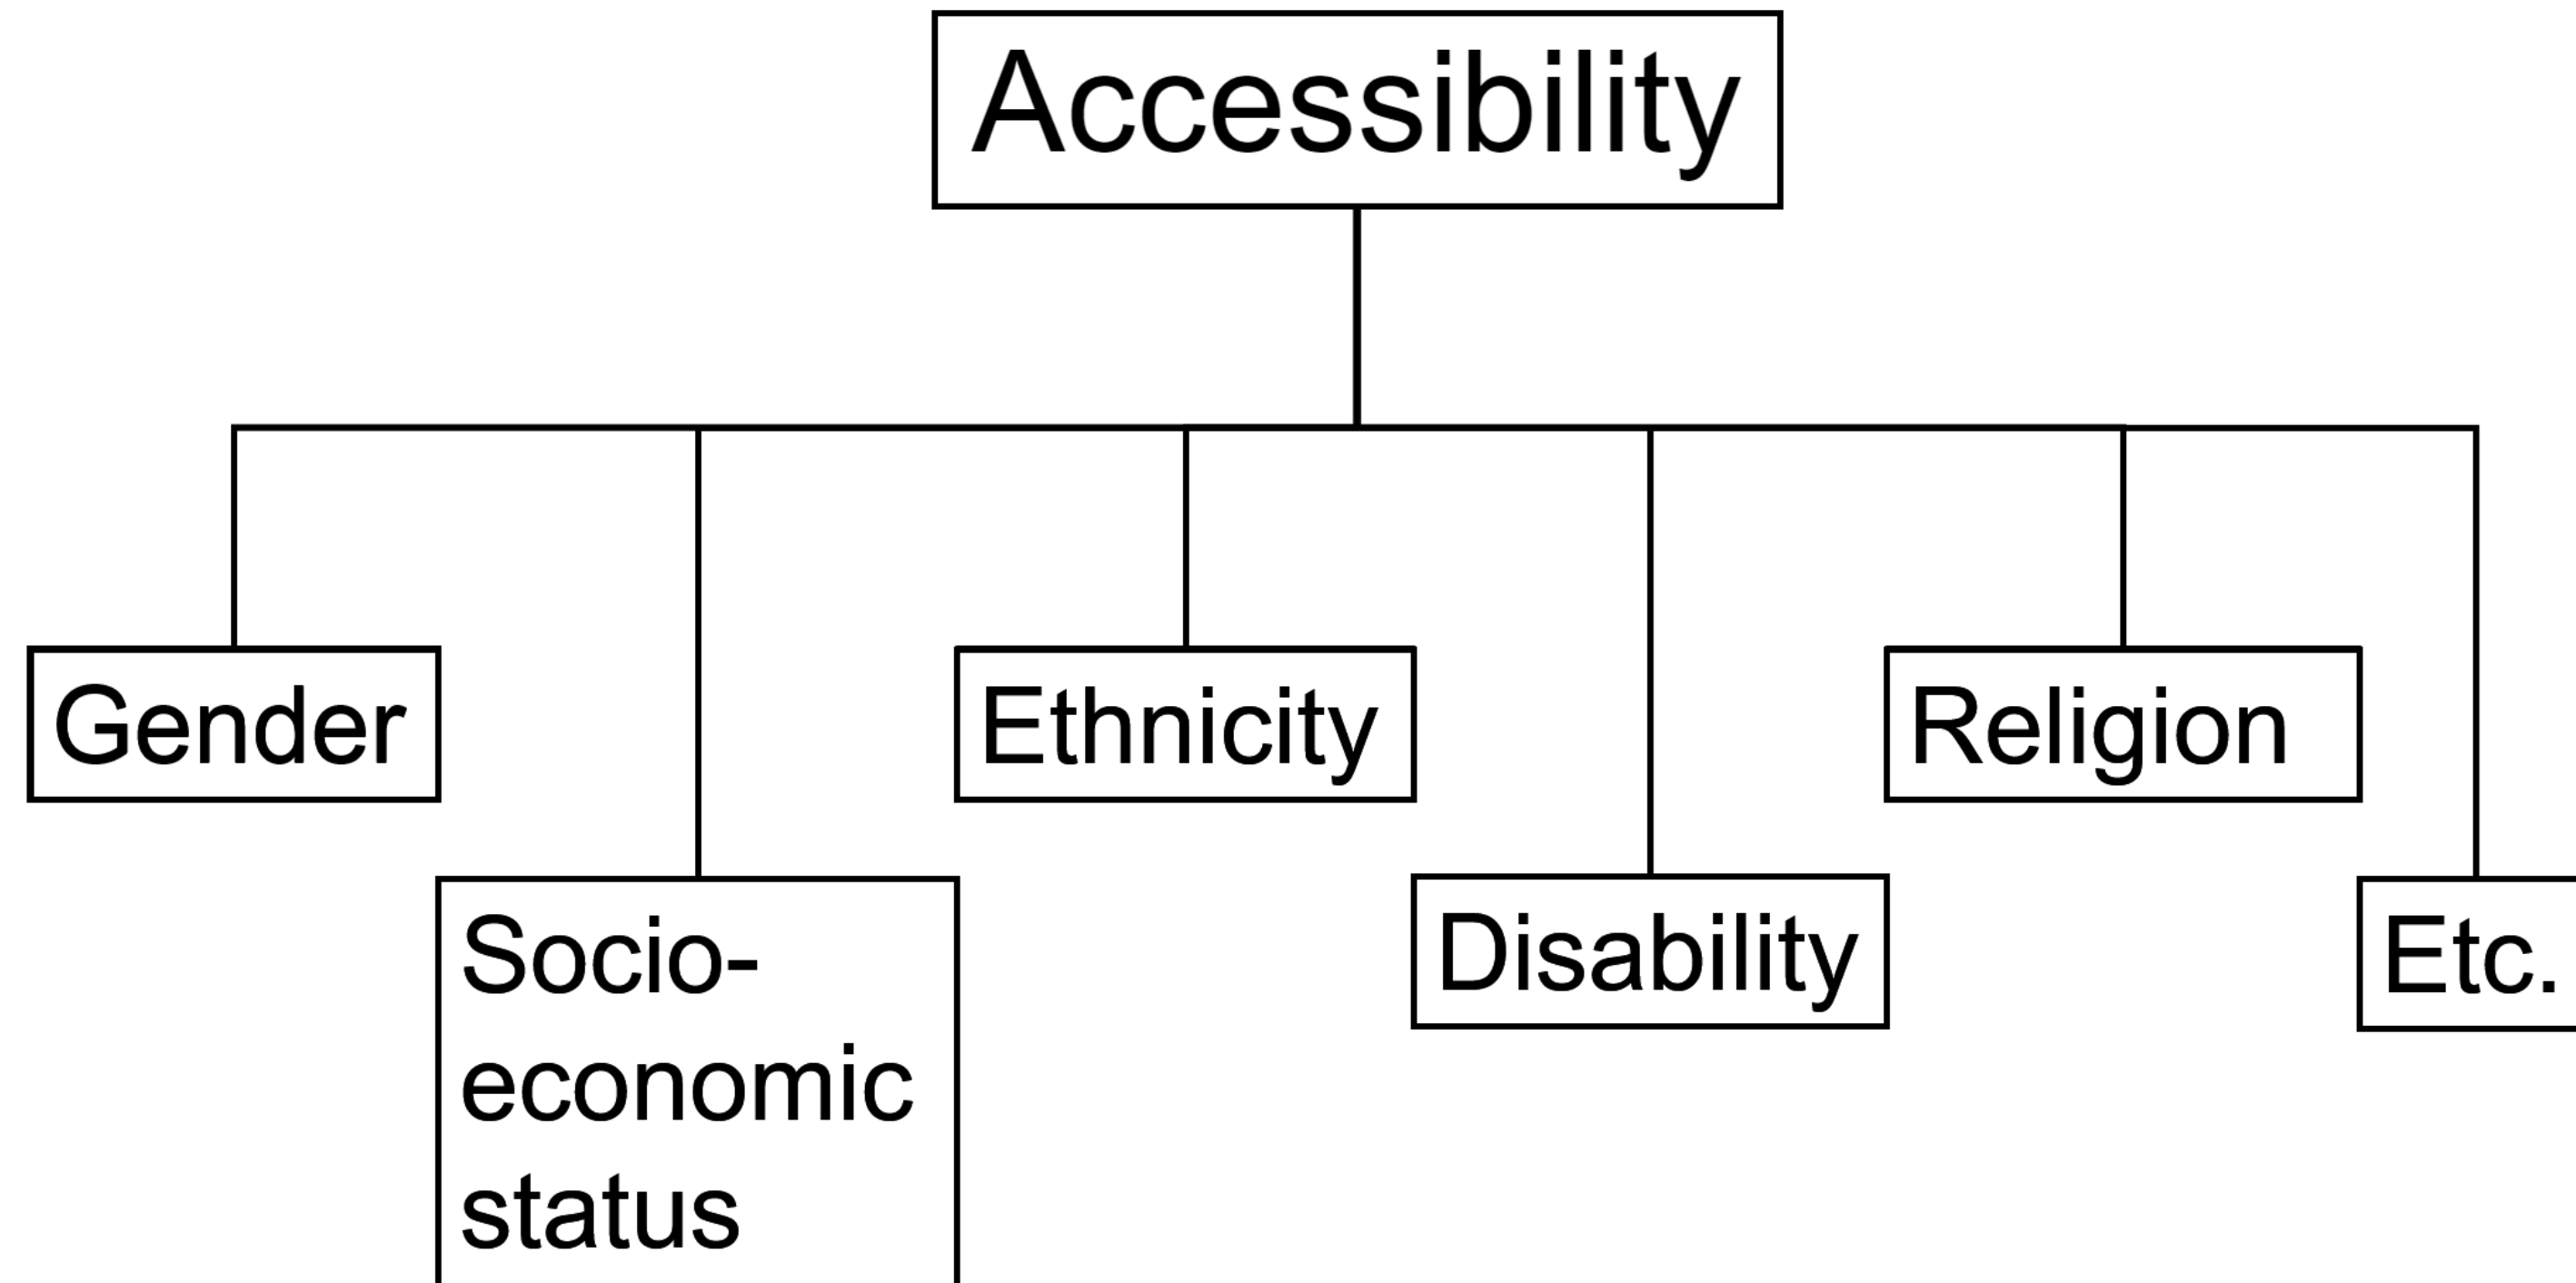 Accessibility
Gender
Ethnicity
Religion
Socio-
economic
status
Disability
Etc.